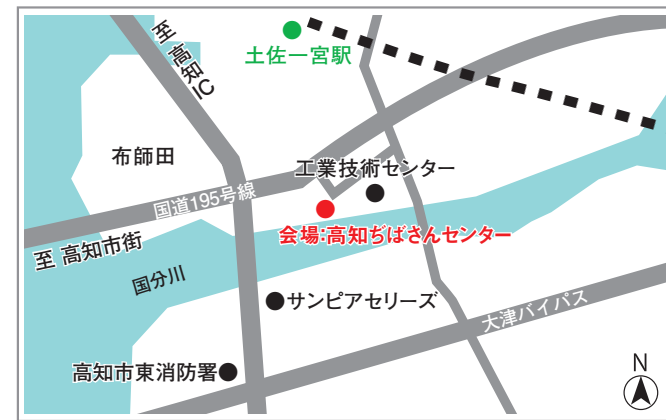 土佐一宮駅
至 高知IC
布師田
工業技術センター
国道195号線
会場:高知ぢばさんセンター
至 高知市街
国分川
サンピアセリーズ
大津バイパス
高知市東消防署
N